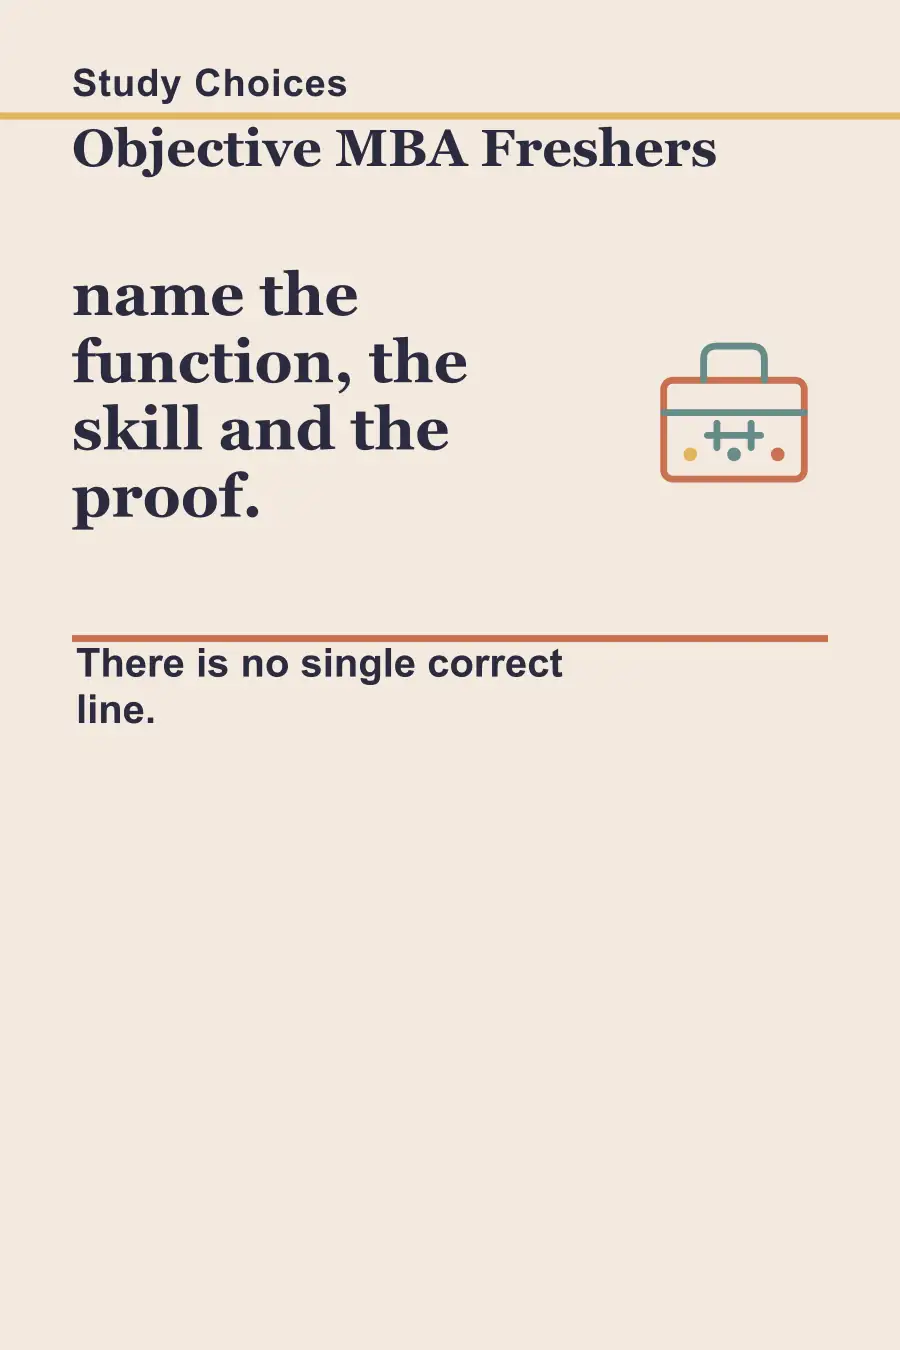 Study Choices
Objective MBA Freshers
name the
function, the
skill and the
proof.
There is no single correct
line.